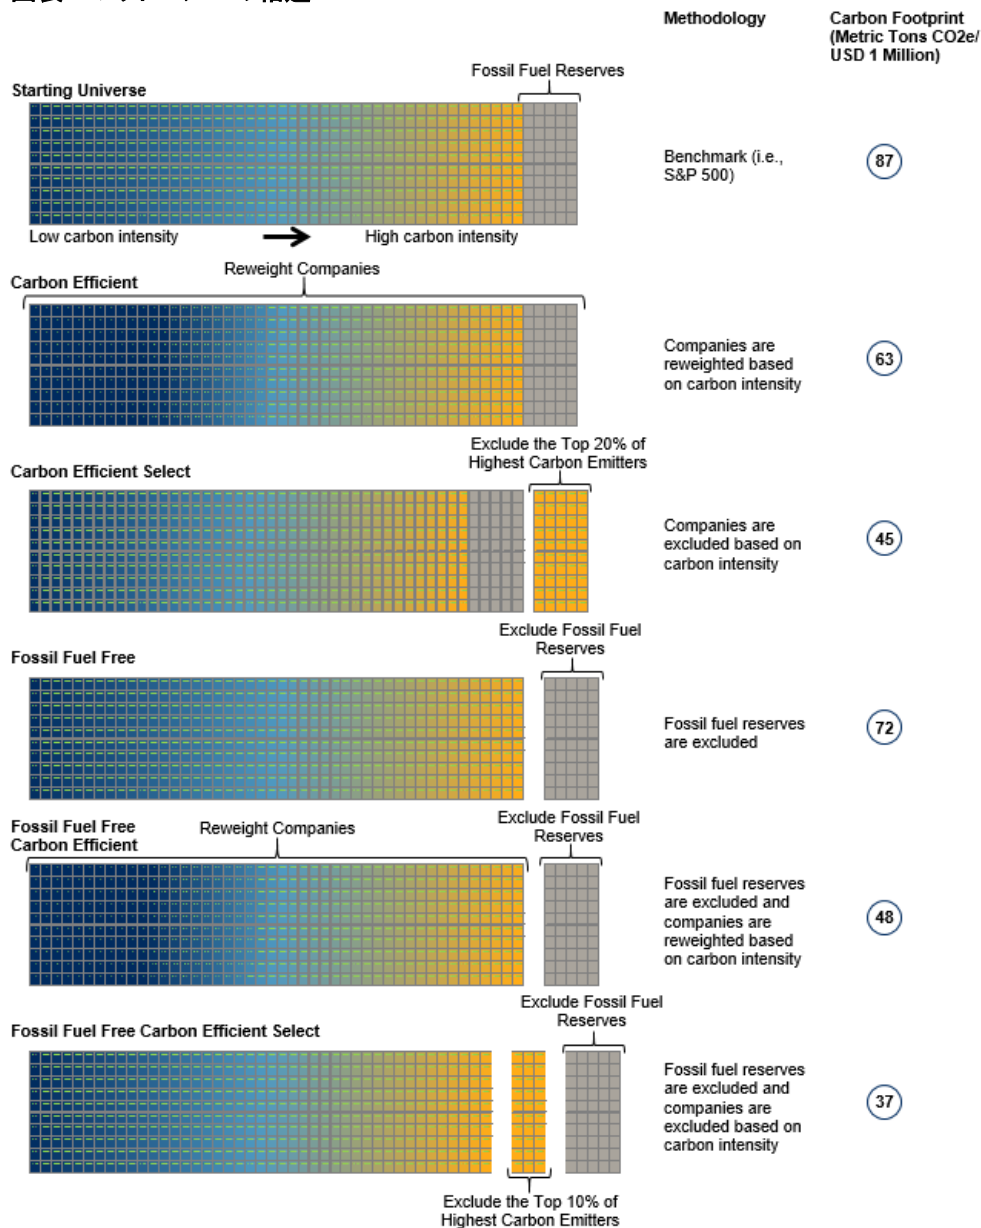 Methodology
Carbon Footprint
(Metric Tons CO2e/
USD 1 Million)
Fossil Fuel Reserves
Starting Universe
Benchmark (i.e.,
S&P 500)
87
Low carbon intensity
High carbon intensity
Reweight Companies
Carbon Efficient
Companies are
reweighted based
on carbon intensity
63
Exclude the Top 20% of
Highest Carbon Emitters
Carbon Efficient Select
Companies are
excluded based on
carbon intensity
45
Exclude Fossil Fuel
Reserves
Fossil Fuel Free
Fossil fuel reserves
are excluded
72
Exclude Fossil Fuel
Reserves
Fossil Fuel Free
Carbon Efficient
Reweight Companies
Fossil fuel reserves
are excluded and
companies are
reweighted based
on carbon intensity
48
Exclude Fossil Fuel
Reserves
Fossil Fuel Free Carbon Efficient Select
Fossil fuel reserves
are excluded and
companies are
excluded based on
carbon intensity
37
Exclude the Top 10% of
Highest Carbon Emitters